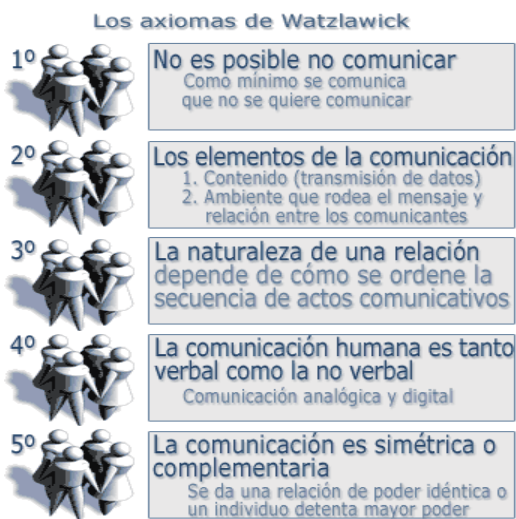 Los axiomas de Watzlawick
1º
No es posible no comunicar
Como mínimo se comunica
que no se quiere comunicar
2º
Los elementos de la comunicación
1. Contenido (transmisión de datos)
2. Ambiente que rodea el mensaje y
relación entre los comunicantes
3º
La naturaleza de una relación
depende de cómo se ordene la
secuencia de actos comunicativos
4º
La comunicación humana es tanto
verbal como la no verbal
Comunicación analógica y digital
5º
La comunicación es simétrica o
complementaria
Se da una relación de poder idéntica o
un individuo detenta mayor poder